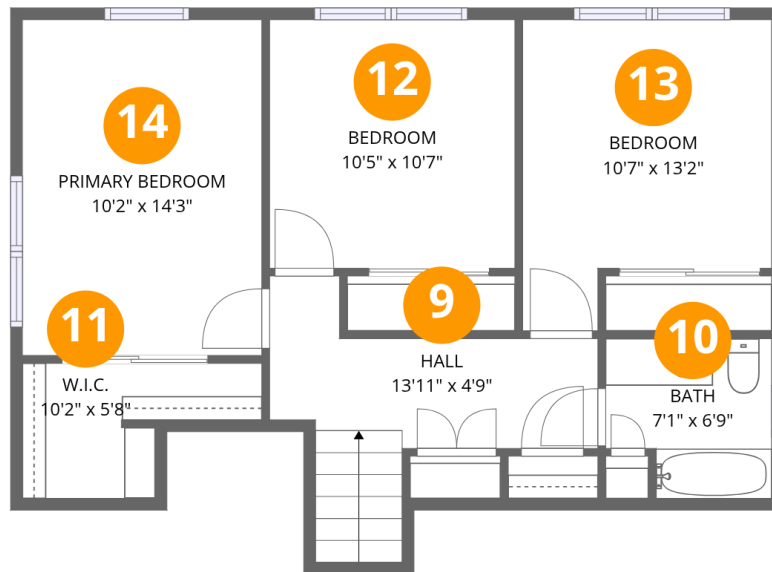 14
PRIMARY BEDROOM
10'2" x 14'3"
12
BEDROOM
10'5" x 10'7"
13
BEDROOM
10'7" x 13'2"
11
W.I.C.
10'2" x 5'8"
9
HALL
13'11" x 4'9"
10
BATH
7'1" x 6'9"